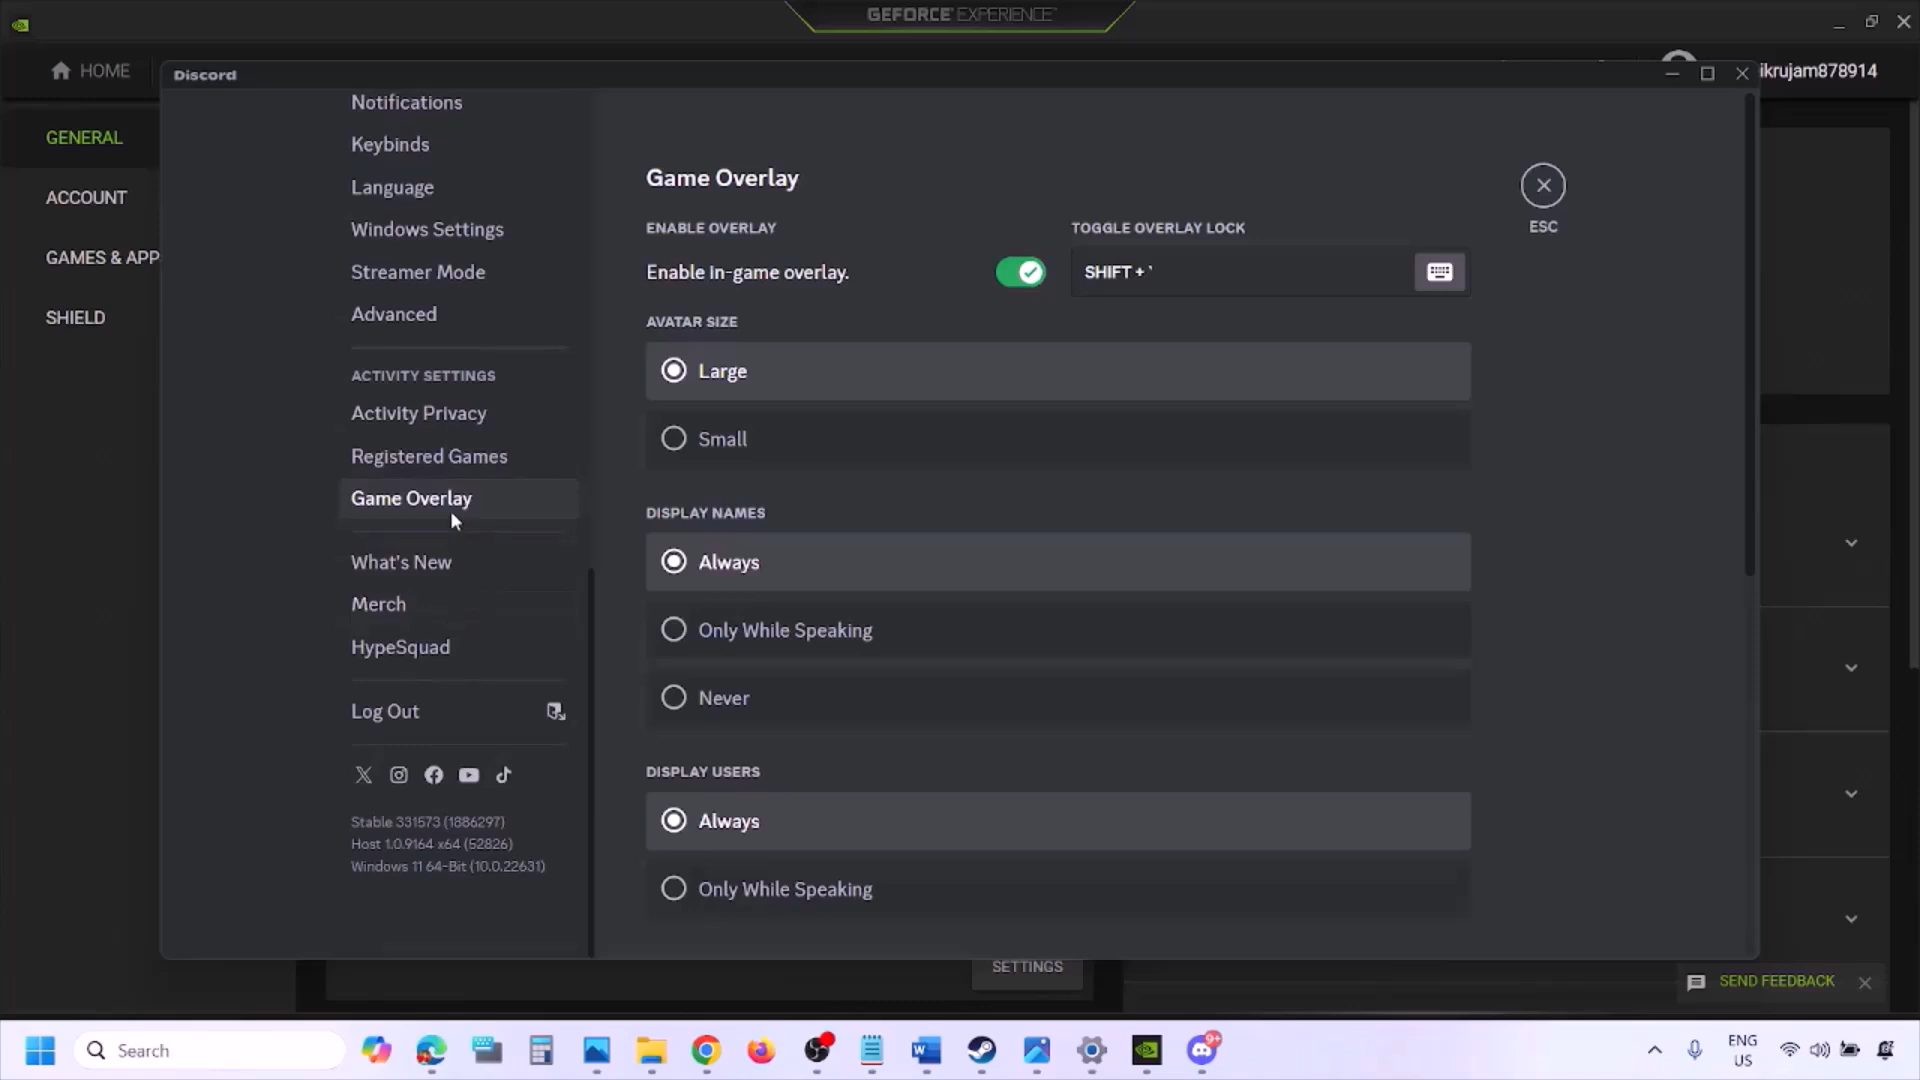 GEFORCE EXPERIENCE
HOME
ikrujam878914
GENERAL
ACCOUNT
GAMES & APP
SHIELD
Discord
Notifications
Keybinds
Language
Windows Settings
Streamer Mode
Advanced
ACTIVITY SETTINGS
Activity Privacy
Registered Games
Game Overlay
What's New
Merch
HypeSquad
Log Out
Stable 331573 (1886297)
Host 1.0.9164 x64 (52826)
Windows 11 64-Bit (10.0.22631)
Game Overlay
ESC
ENABLE OVERLAY
Enable in-game overlay.
TOGGLE OVERLAY LOCK
SHIFT + `
AVATAR SIZE
Large
Small
DISPLAY NAMES
Always
Only While Speaking
Never
DISPLAY USERS
Always
Only While Speaking
SETTINGS
SEND FEEDBACK
Search
9+
ENG
US